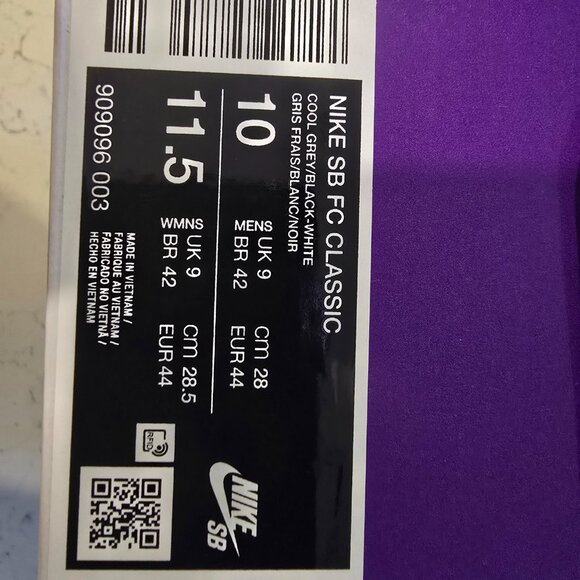 NIKE SB FC CLASSIC
COOL GREY/BLACK-WHITE
GRIS FRAIS/BLANC/NOIR
10
MENS
UK 9
BR 42
cm 28
EUR 44
11.5
WMNS
UK 9
BR 42
cm 28.5
EUR 44
909096 003
MADE IN VIETNAM /
FABRIQUE AU VIETNAM /
FABRICADO NO VIETNÃ /
HECHO EN VIETNAM
RFID
NIKE
SB